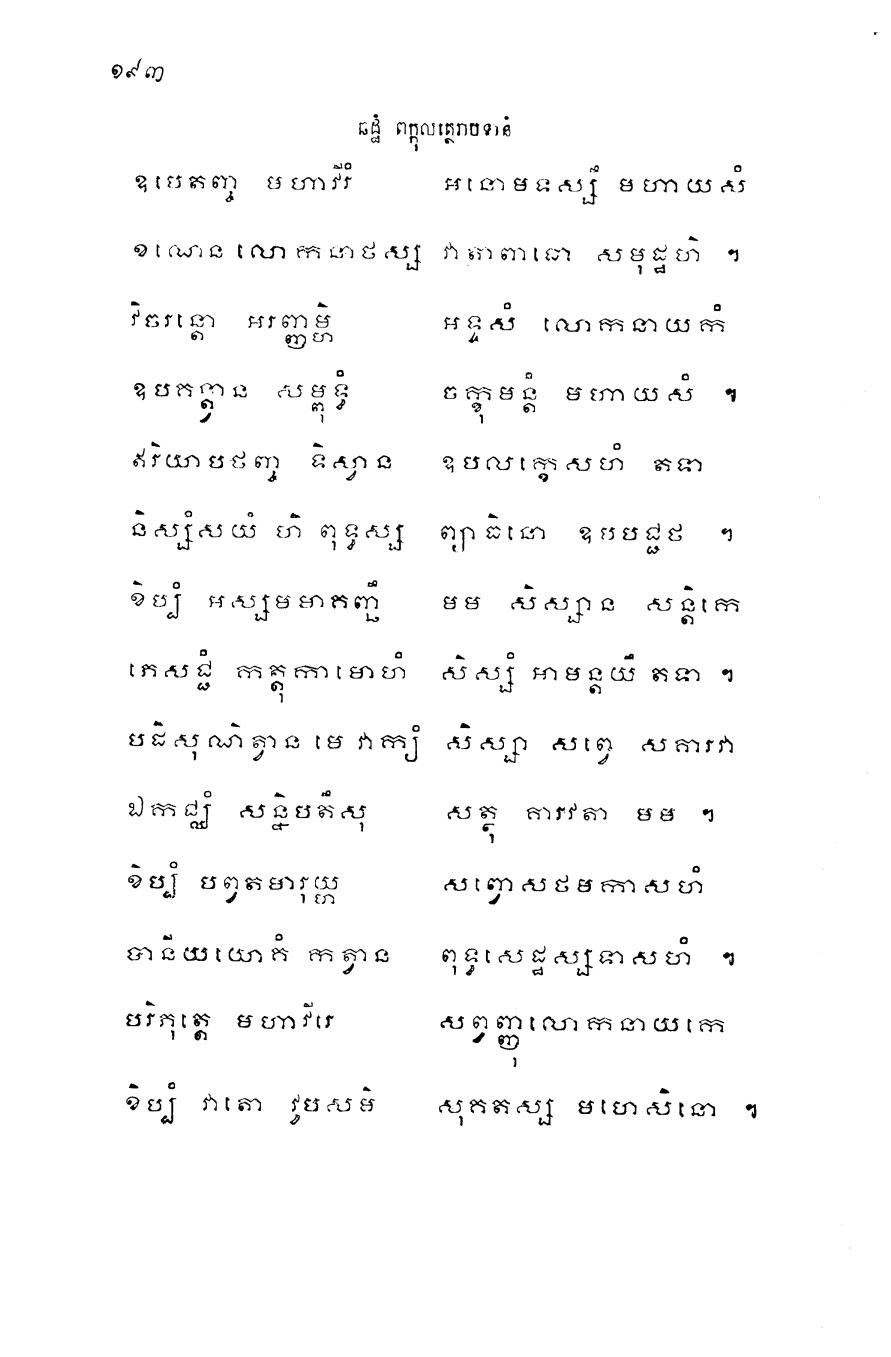 ១៩៣
ឆដ្ឋំ ពក្កុលត្ថេរាបទានំ
ឧបេតញ្ច មហាវីរំ អនោមទស្សឹ មហាយសំ
ខណេន លោកនាថស្ស វាតាពាធោ សមុដ្ឋហិ ។
វិចរន្តោ អរញ្ញម្ហិ អទ្ទសំ លោកនាយកំ
ឧបគន្ត្វាន សម្ពុទ្ធំ ចក្ខុមន្តំ មហាយសំ ។
ឥរិយាបថញ្ច ទិស្វាន ឧបលក្ខេសហំ តទា
និស្សំសយំ ហិ ពុទ្ធស្ស ព្យាធិនោ ឧបបជ្ជថ ។
ខិប្បំ អស្សមមាគញ្ឆឹ មម សិស្សាន សន្តិកេ
ភេសជ្ជំ កត្តុកាមោហំ សិស្សំ អាមន្តយឹ តទា ។
បដិសុណិត្វាន មេ វាក្យំ សិស្សា សព្វេ សគារវា
ឯកជ្ឈំ សន្និបតឹសុ សត្ថុ គារវតា មម ។
ខិប្បំ បព្វតមារុយ្ហ សព្វោសថមកាសហំ
បានីយយោគំ កត្វាន ពុទ្ធសេដ្ឋស្សទាសហំ ។
បរិភុត្តេ មហាវីរេ សព្វញ្ញុលោកនាយកេ
ខិប្បំ វាតោ វូបសមិ សុគតស្ស មហេសិនោ ។